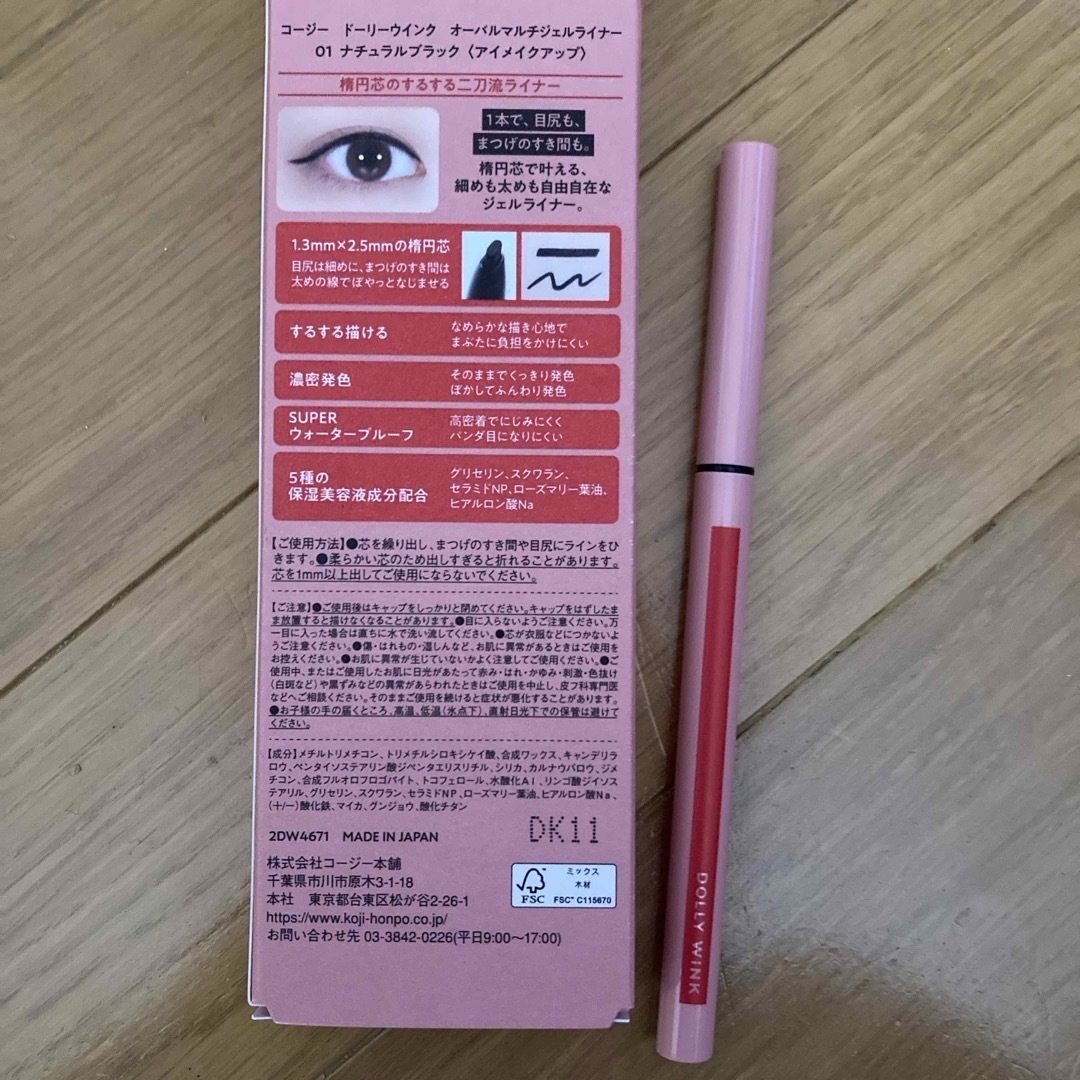 コージー ドーリーウインク オーバルマルチジェルライナー
01 ナチュラルブラック〈アイメイクアップ〉
楕円芯のするする二刀流ライナー
1本で、目尻も、
まつげのすき間も。
楕円芯で叶える、
細めも太めも自由自在な
ジェルライナー。
1.3mm×2.5mmの楕円芯
目尻は細めに、まつげのすき間は
太めの線でぼやっとなじませる
するする描ける
なめらかな描き心地で
まぶたに負担をかけにくい
濃密発色
そのままでくっきり発色
ぼかしてふんわり発色
SUPER
ウォータープルーフ
高密着でにじみにくく
パンダ目になりにくい
5種の
保湿美容液成分配合
グリセリン、スクワラン、
セラミドNP、ローズマリー葉油、
ヒアルロン酸Na
【ご使用方法】●芯を繰り出し、まつげのすき間や目尻にラインをひ
きます。●柔らかい芯のため出しすぎると折れることがあります。
芯を1mm以上出してご使用にならないでください。
【ご注意】●ご使用後はキャップをしっかりと閉めてください。キャップをはずしたま
ま放置すると描けなくなることがあります。●目に入らないようご注意ください。万
一目に入った場合は直ちに水で洗い流してください。●芯が衣服などにつかないよ
うご注意ください。●傷・はれもの・湿しんなど、お肌に異常があるときはご使用を
お控えください。●お肌に異常が生じていないかよく注意してご使用ください。●ご
使用中、またはご使用したお肌に日光があたって赤み・はれ・かゆみ・刺激・色抜け
（白斑など）や黒ずみなどの異常があらわれたときはご使用を中止し、皮フ科専門医
などへご相談ください。そのままご使用を続けると症状が悪化することがあります。
●お子様の手の届くところ、高温、低温（氷点下）、直射日光下での保管は避けて
ください。
【成分】メチルトリメチコン、トリメチルシロキシケイ酸、合成ワックス、キャンデリラ
ロウ、ペンタイソステアリン酸ジペンタエリスリチル、シリカ、カルナウバロウ、ジメ
チコン、合成フルオロフロゴパイト、トコフェロール、水酸化Al、リンゴ酸ジイソス
テアリル、グリセリン、スクワラン、セラミドNP、ローズマリー葉油、ヒアルロン酸Na、
（+/−）酸化鉄、マイカ、グンジョウ、酸化チタン
2DW4671 MADE IN JAPAN
DK11
株式会社コージー本舗
千葉県市川市原木3-1-18
本社 東京都台東区松が谷2-26-1
https://www.koji-honpo.co.jp/
お問い合わせ先 03-3842-0226(平日9:00〜17:00)
FSC
ミックス
木材
FSC® C115670
DOLLY WINK